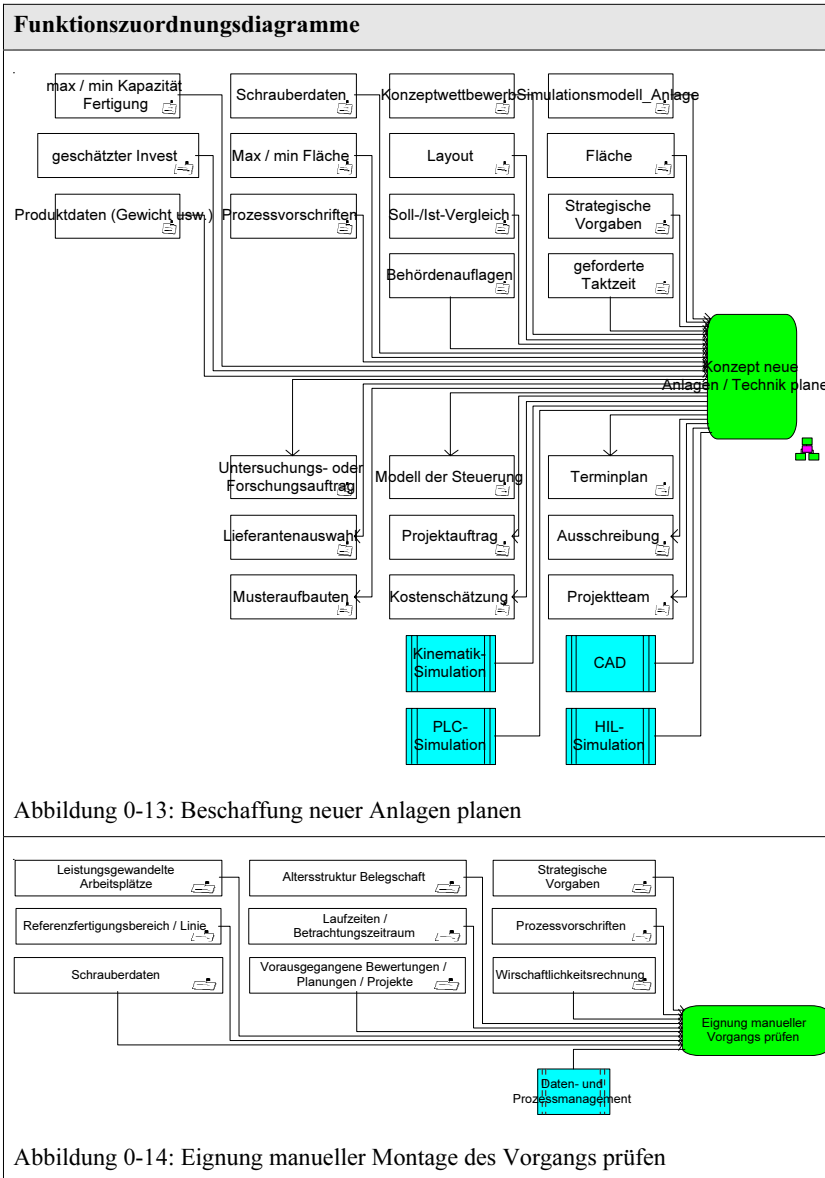 Funktionszuordnungsdiagramme
max / min Kapazität
Fertigung
Schrauberdaten
Konzeptwettbewerb
Simulationsmodell_Anlage
geschätzter Invest
Max / min Fläche
Layout
Fläche
Produktdaten (Gewicht usw.)
Prozessvorschriften
Soll-/Ist-Vergleich
Strategische
Vorgaben
Behördenauflagen
geforderte
Taktzeit
Konzept neue
Anlagen / Technik plane
Untersuchungs- oder
Forschungsauftrag
Modell der Steuerung
Terminplan
Lieferantenauswahl
Projektauftrag
Ausschreibung
Musteraufbauten
Kostenschätzung
Projektteam
Kinematik-
Simulation
CAD
PLC-
Simulation
HIL-
Simulation
Abbildung 0-13: Beschaffung neuer Anlagen planen
Leistungsgewandelte
Arbeitsplätze
Altersstruktur Belegschaft
Strategische
Vorgaben
Referenzfertigungsbereich / Linie
Laufzeiten /
Betrachtungszeitraum
Prozessvorschriften
Schrauberdaten
Vorausgegangene Bewertungen /
Planungen / Projekte
Wirschaftlichkeitsrechnung
Eignung manueller
Vorgangs prüfen
Daten- und
Prozessmanagement
Abbildung 0-14: Eignung manueller Montage des Vorgangs prüfen